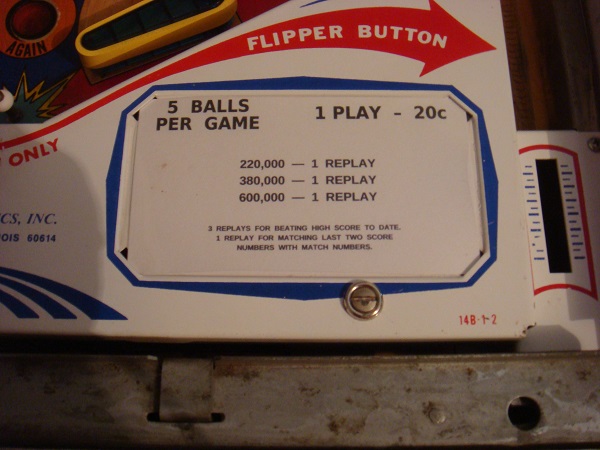 AGAIN
FLIPPER BUTTON
5 BALLS
PER GAME
1 PLAY - 20c
ONLY
220,000 — 1 REPLAY
380,000 — 1 REPLAY
600,000 — 1 REPLAY
CS, INC.
OIS 60614
3 REPLAYS FOR BEATING HIGH SCORE TO DATE.
1 REPLAY FOR MATCHING LAST TWO SCORE
NUMBERS WITH MATCH NUMBERS.
14B-1-2